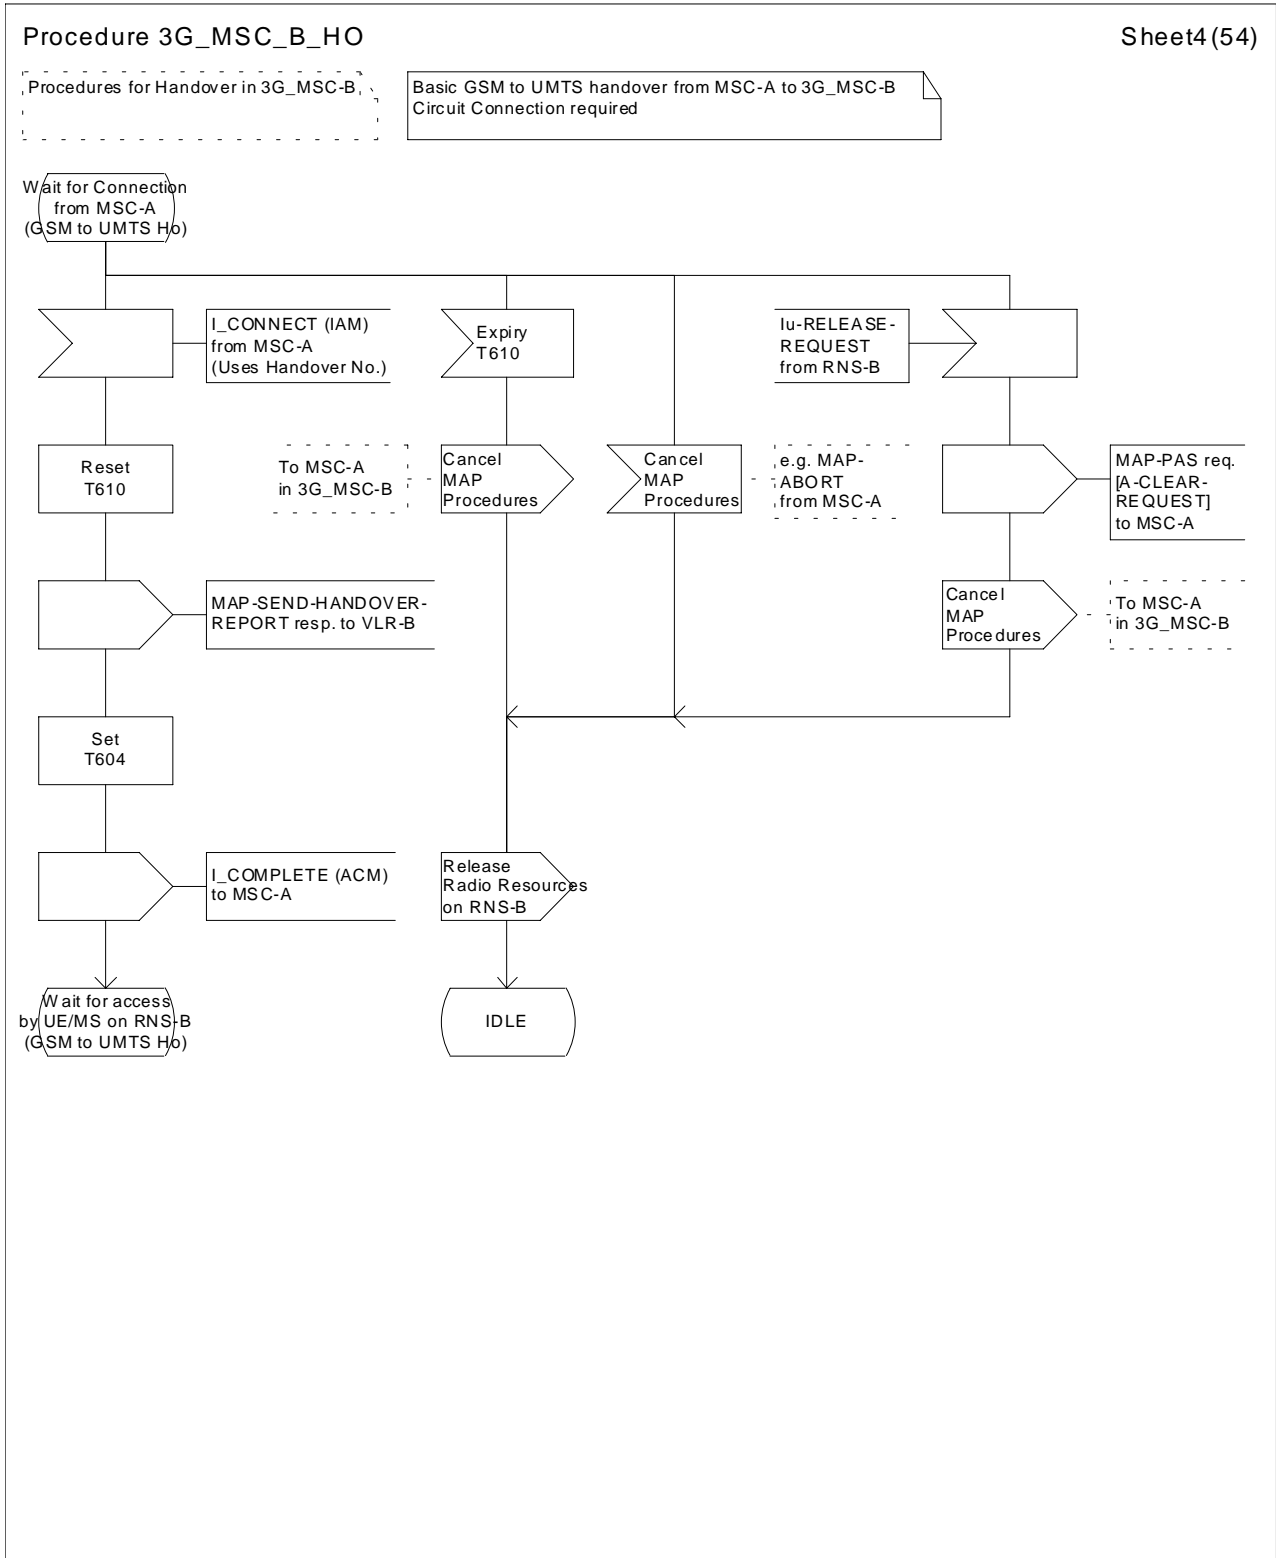 Procedure 3G_MSC_B_HO
Sheet4(54)
Procedures for Handover in 3G_MSC-B
Basic GSM to UMTS handover from MSC-A to 3G_MSC-B
Circuit Connection required
Wait for Connection
from MSC-A
(GSM to UMTS Ho)
I_CONNECT (IAM)
from MSC-A
(Uses Handover No.)
Expiry
T610
Iu-RELEASE-
REQUEST
from RNS-B
Reset
T610
To MSC-A
in 3G_MSC-B
Cancel
MAP
Procedures
Cancel
MAP
Procedures
e.g. MAP-
ABORT
from MSC-A
MAP-PAS req.
[A-CLEAR-
REQUEST]
to MSC-A
MAP-SEND-HANDOVER-
REPORT resp. to VLR-B
Cancel
MAP
Procedures
To MSC-A
in 3G_MSC-B
Set
T604
I_COMPLETE (ACM)
to MSC-A
Release
Radio Resources
on RNS-B
Wait for access
by UE/MS on RNS-B
(GSM to UMTS Ho)
IDLE